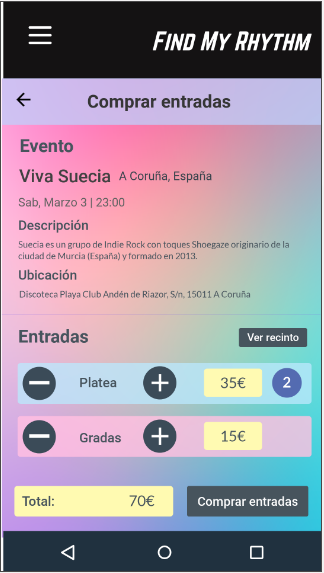 FIND MY RHYTHM
Comprar entradas
Evento
Viva Suecia A Coruña, España
Sab, Marzo 3 | 23:00
Descripción
Suecia es un grupo de Indie Rock con toques Shoegaze originario de la
ciudad de Murcia (España) y formado en 2013.
Ubicación
Discoteca Playa Club Andén de Riazor, S/n, 15011 A Coruña
Entradas Ver recinto
Platea 35€ 2
Gradas 15€
Total: 70€ Comprar entradas